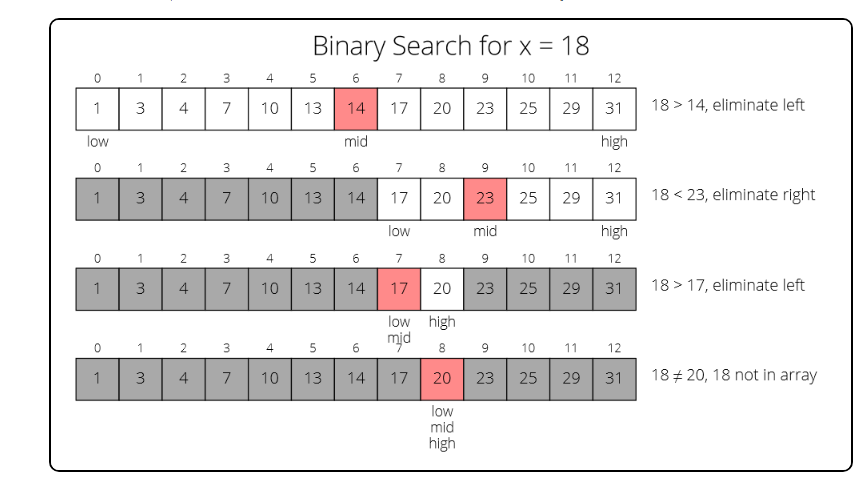 Binary Search for x = 18
0 1 2 3 4 5 6 7 8 9 10 11 12
1 3 4 7 10 13 14 17 20 23 25 29 31 18 > 14, eliminate left
low mid high
0 1 2 3 4 5 6 7 8 9 10 11 12
1 3 4 7 10 13 14 17 20 23 25 29 31 18 < 23, eliminate right
low mid high
0 1 2 3 4 5 6 7 8 9 10 11 12
1 3 4 7 10 13 14 17 20 23 25 29 31 18 > 17, eliminate left
low high
mid
0 1 2 3 4 5 6 7 8 9 10 11 12
1 3 4 7 10 13 14 17 20 23 25 29 31 18 ≠ 20, 18 not in array
low
mid
high